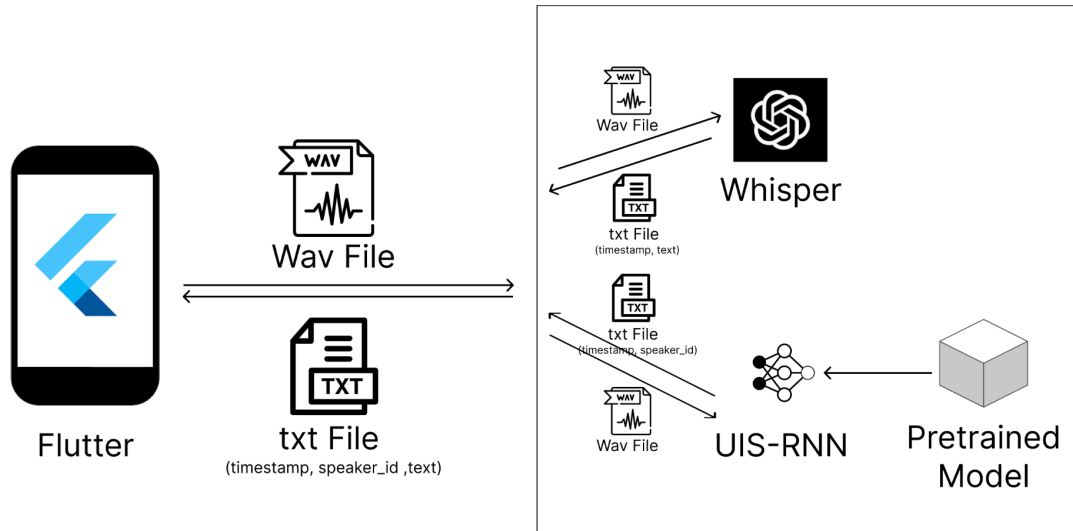 WAV
Wav File
TXT
txt File
(timestamp, speaker_id ,text)
Flutter
WAV
Wav File
Whisper
TXT
txt File
(timestamp, text)
TXT
txt File
(timestamp, speaker_id)
WAV
Wav File
UIS-RNN
Pretrained
Model